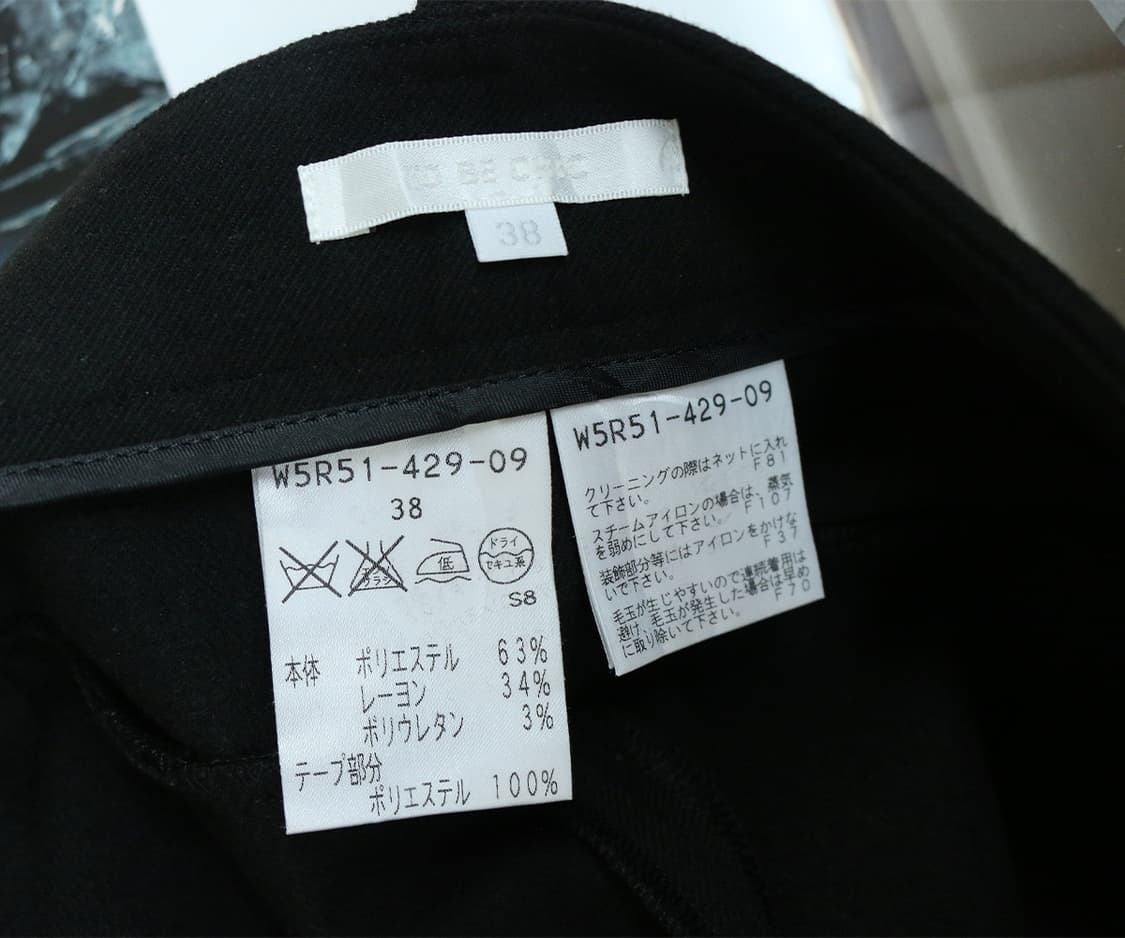 TO BE CHIC
38
W5R51-429-09
38
エンソサラシ
低
ドライ
セキユ系
S8
本体 ポリエステル 63%
レーヨン 34%
ポリウレタン 3%
テープ部分
ポリエステル 100%
W5R51-429-09
クリーニングの際はネットに入れ
て下さい。 F81
スチームアイロンの場合は、蒸気
を弱めにして下さい。 F107
装飾部分等にはアイロンをかけな
いで下さい。 F37
毛玉が生じやすいので連続着用は
避け、毛玉が発生した場合は早め
に取り除いて下さい。 F70